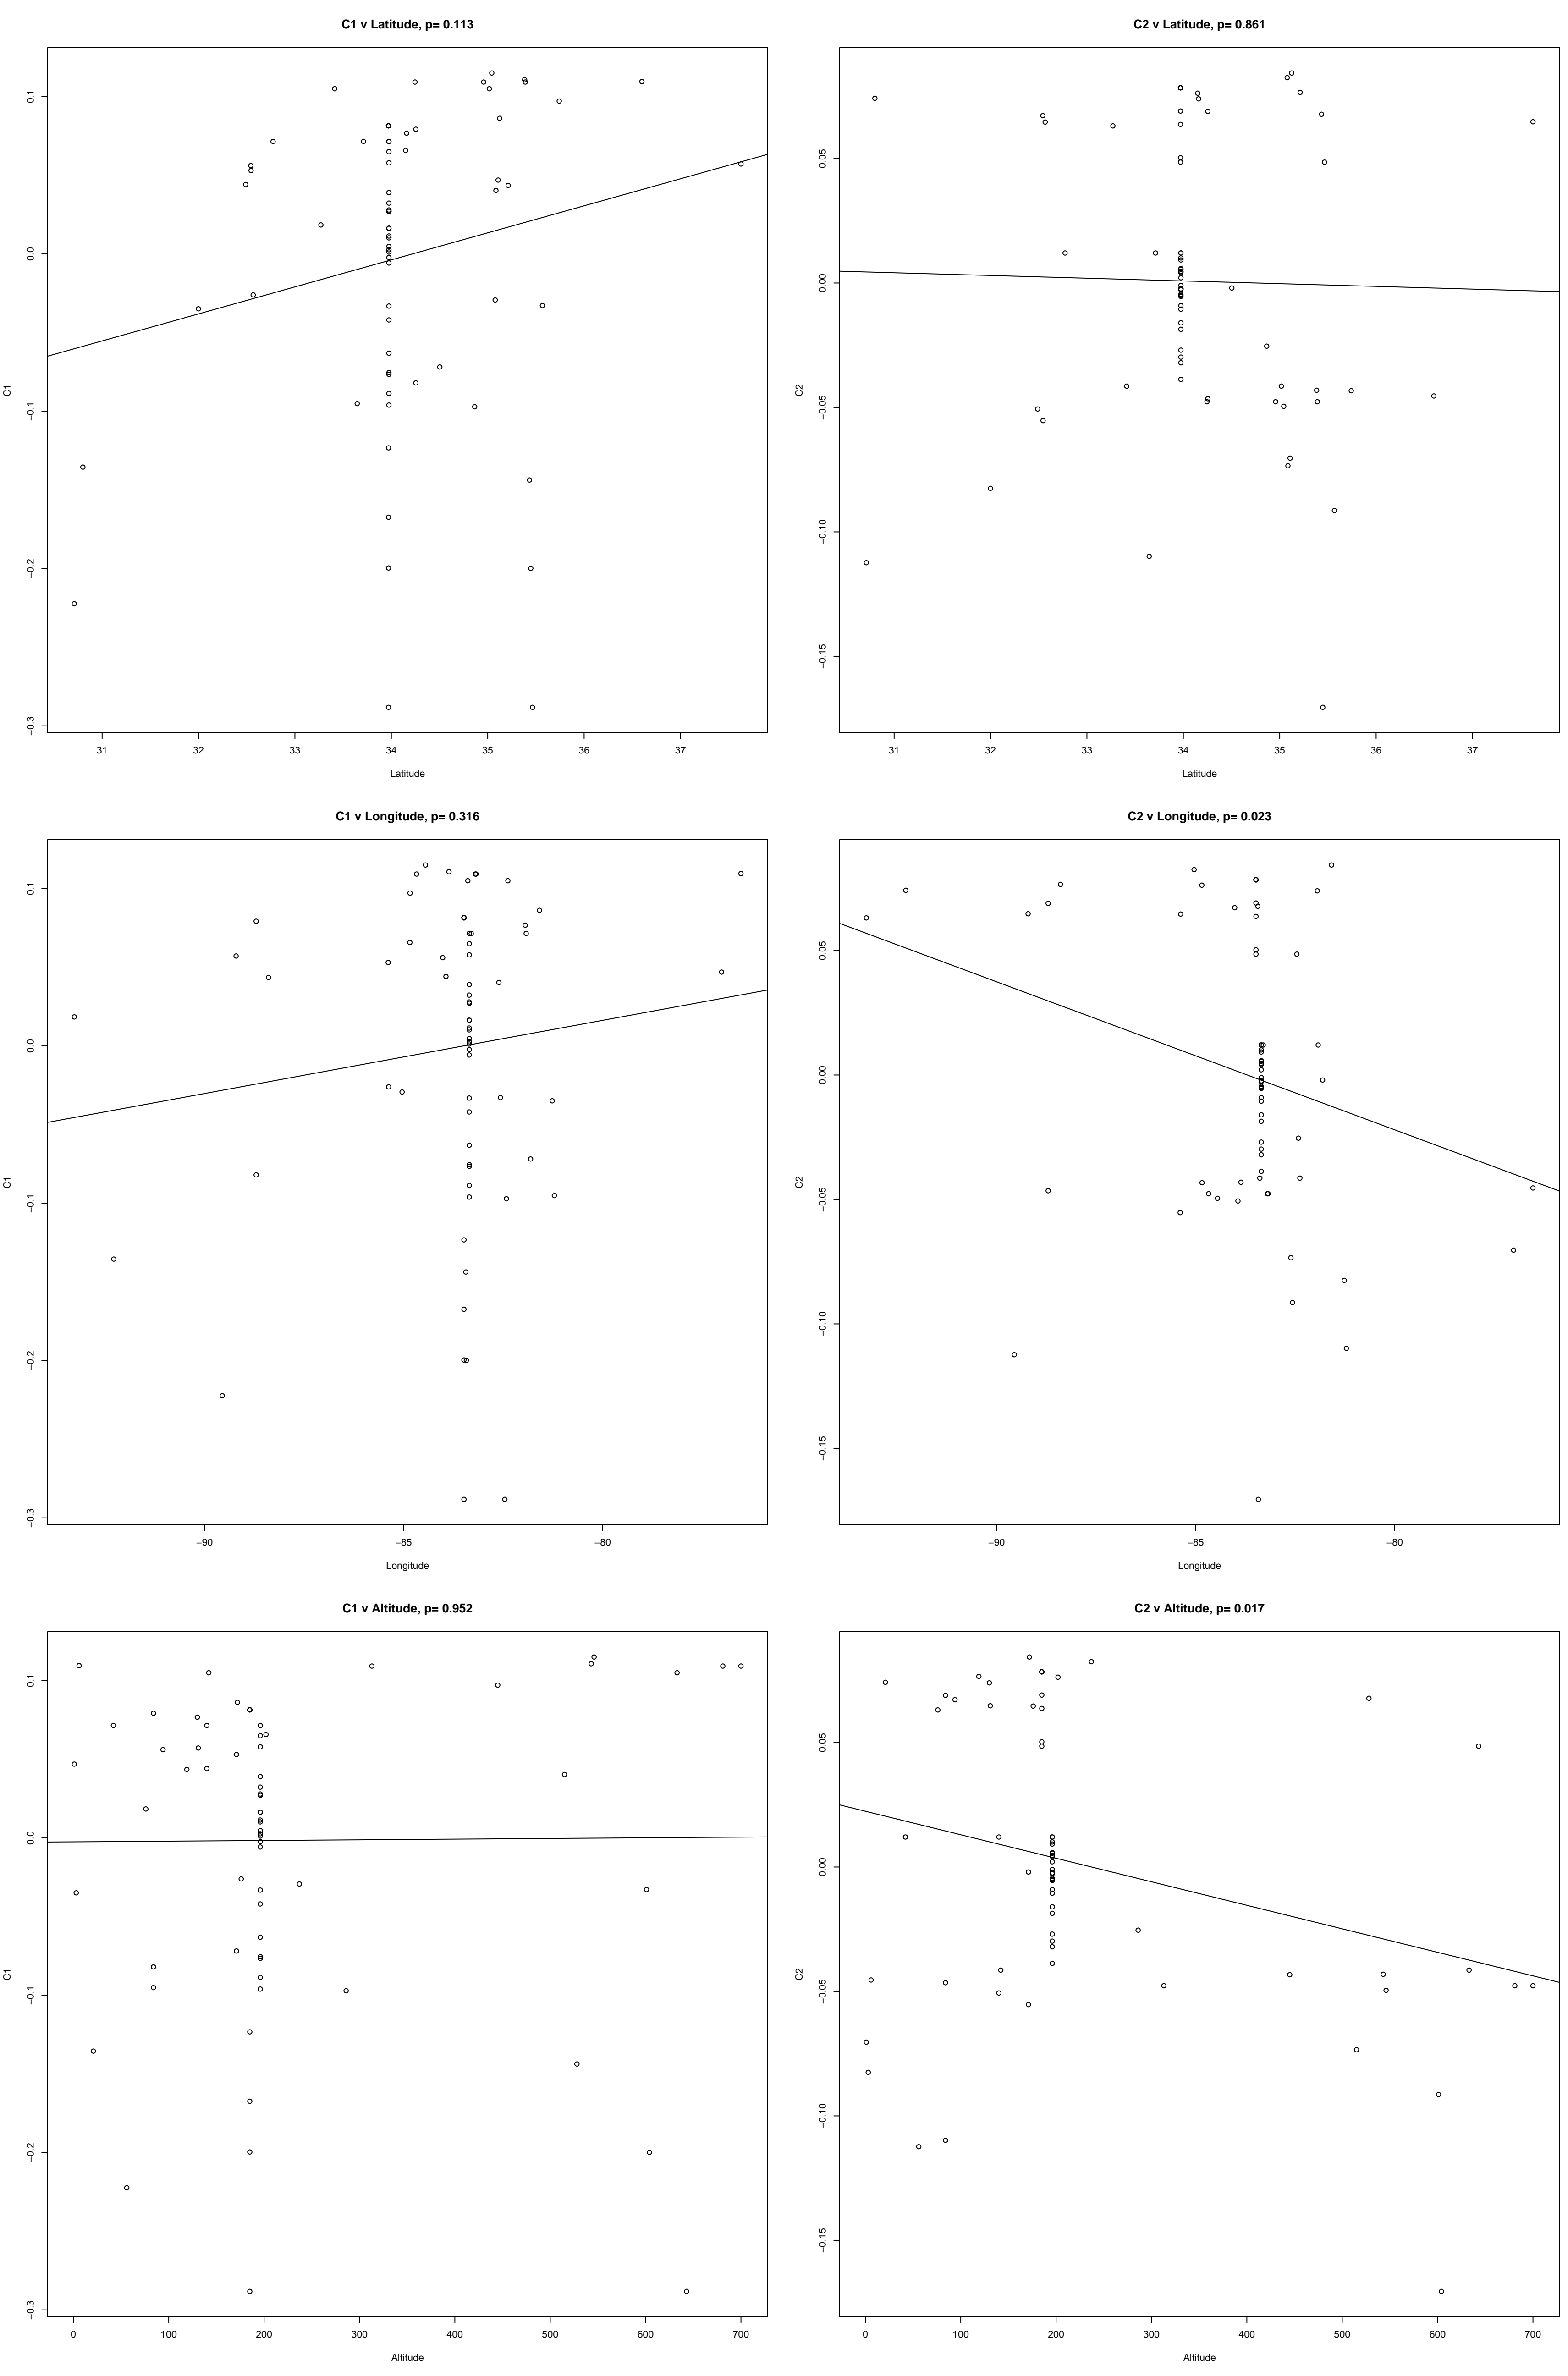 C1 v Latitude, p= 0.113
C1
0.1
0.0
−0.1
−0.2
−0.3
31 32 33 34 35 36 37
Latitude
C2 v Latitude, p= 0.861
C2
0.05
0.00
−0.05
−0.10
−0.15
31 32 33 34 35 36 37
Latitude
C1 v Longitude, p= 0.316
C1
0.1
0.0
−0.1
−0.2
−0.3
−90 −85 −80
Longitude
C2 v Longitude, p= 0.023
C2
0.05
0.00
−0.05
−0.10
−0.15
−90 −85 −80
Longitude
C1 v Altitude, p= 0.952
C1
0.1
0.0
−0.1
−0.2
−0.3
0 100 200 300 400 500 600 700
Altitude
C2 v Altitude, p= 0.017
C2
0.05
0.00
−0.05
−0.10
−0.15
0 100 200 300 400 500 600 700
Altitude